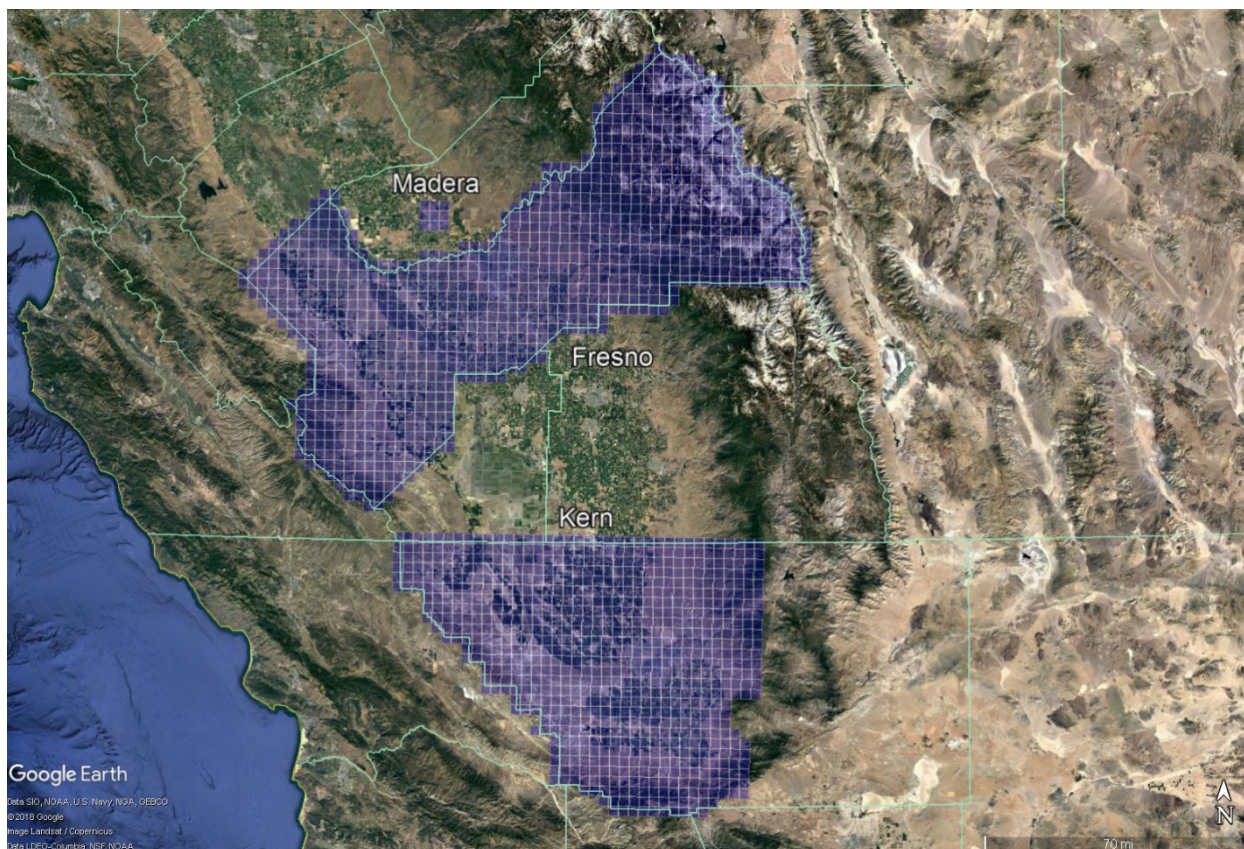 Madera
Fresno
Kern
Google Earth
Data SIO, NOAA, U.S. Navy, NGA, GEBCO
©2018 Google
Image Landsat / Copernicus
Data LDEO-Columbia, NSF, NOAA
N
70 mi